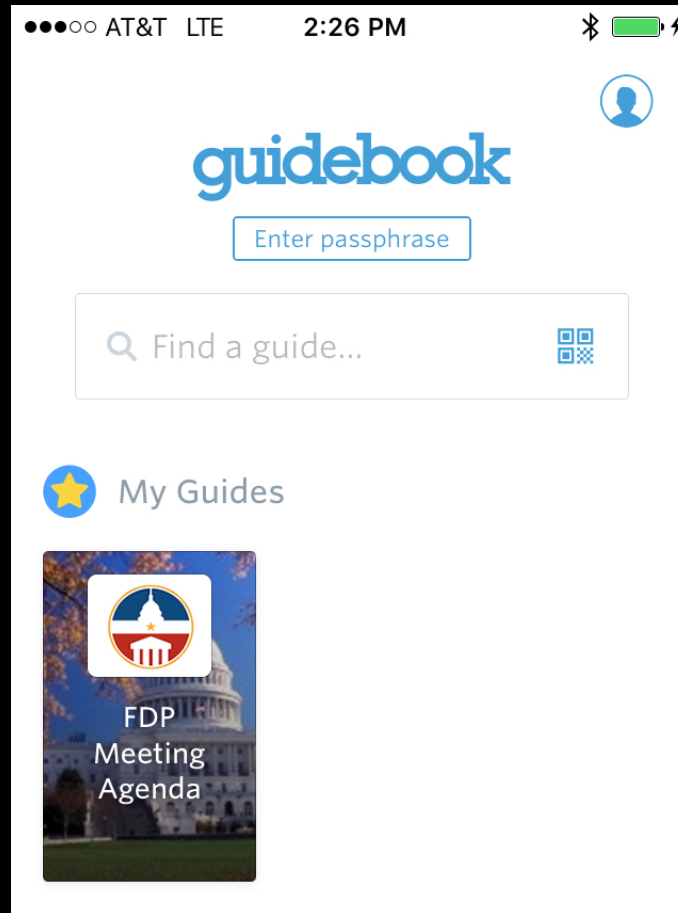 AT&T LTE 2:26 PM
guidebook
Enter passphrase
Find a guide...
My Guides
FDP
Meeting
Agenda